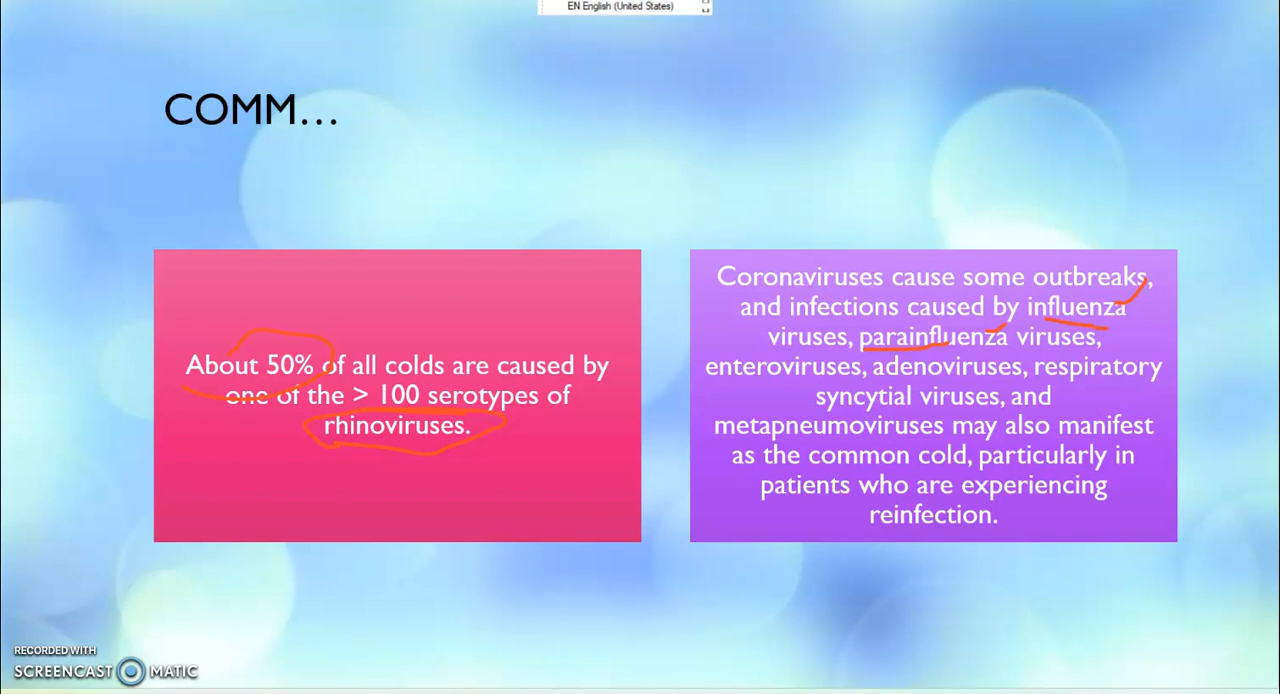 EN English (United States)
COMM...
About 50% of all colds are caused by
one of the > 100 serotypes of
rhinoviruses.
Coronaviruses cause some outbreaks,
and infections caused by influenza
viruses, parainfluenza viruses,
enteroviruses, adenoviruses, respiratory
syncytial viruses, and
metapneumoviruses may also manifest
as the common cold, particularly in
patients who are experiencing
reinfection.
RECORDED WITH
SCREENCAST MATIC